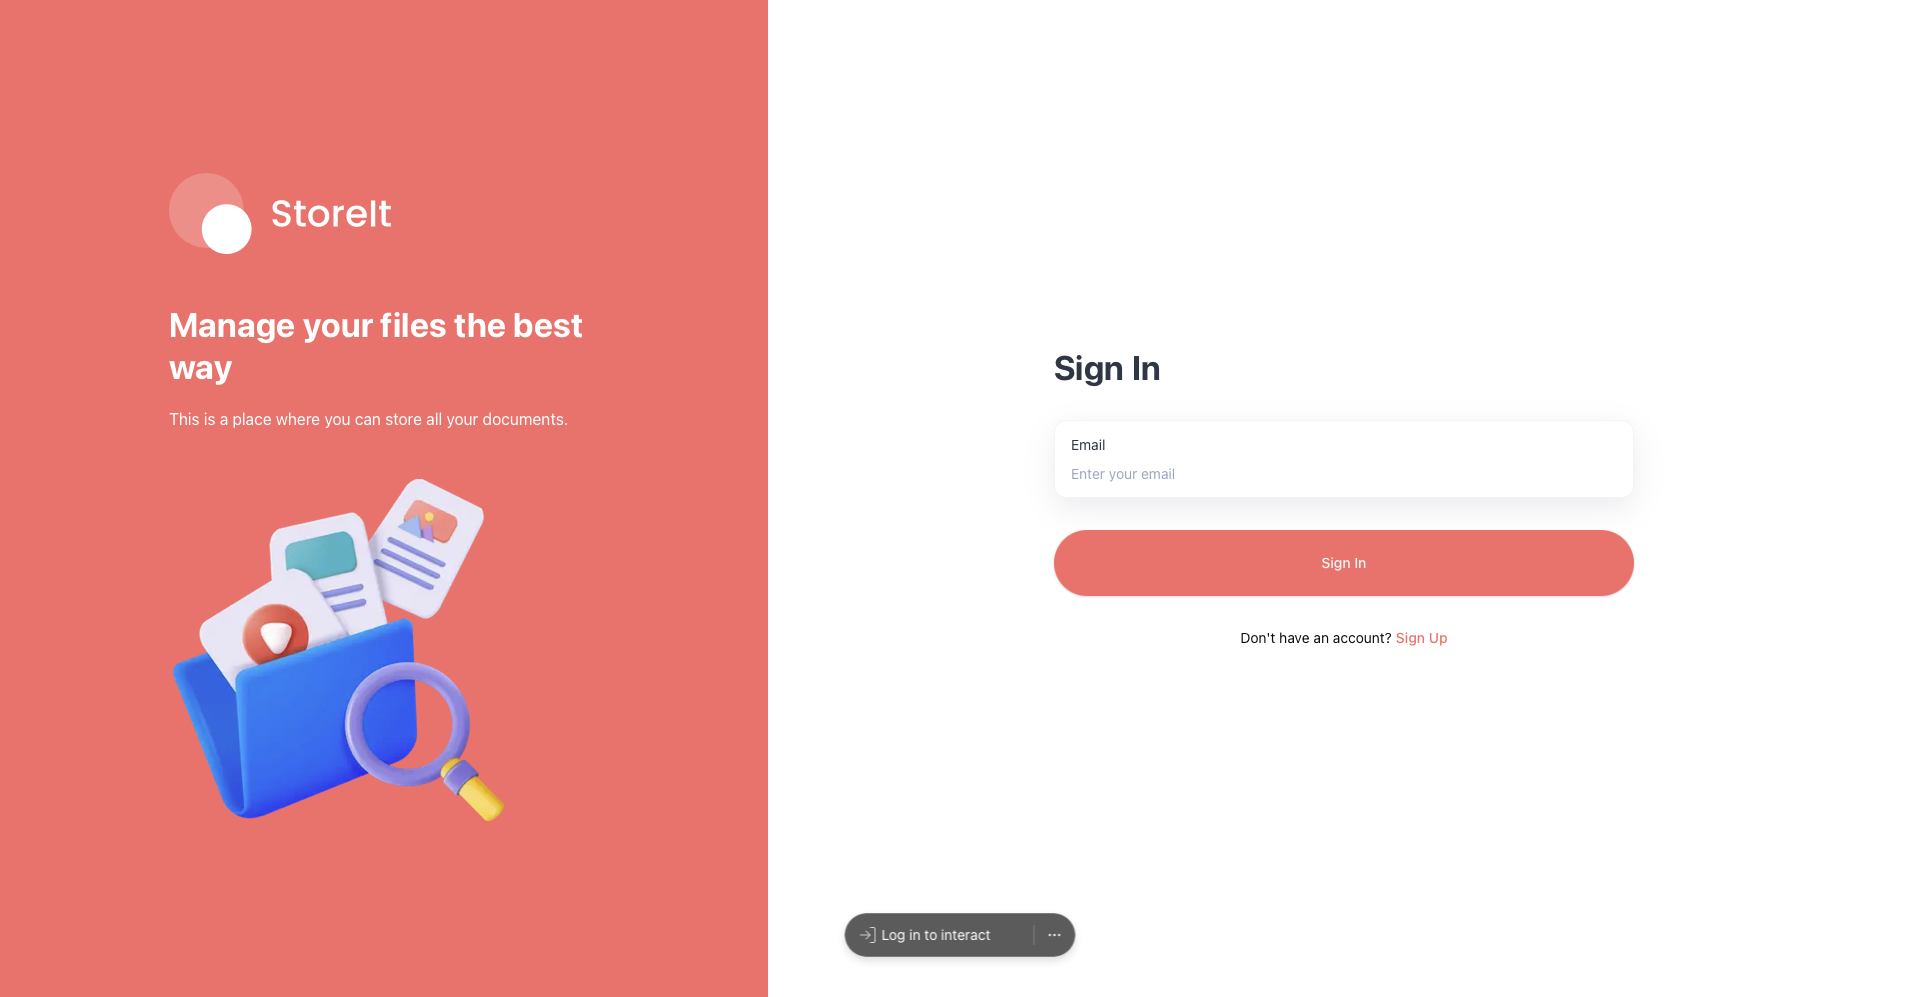 StoreIt
Manage your files the best
way
This is a place where you can store all your documents.
Sign In
Email
Enter your email
Sign In
Don't have an account? Sign Up
Log in to interact